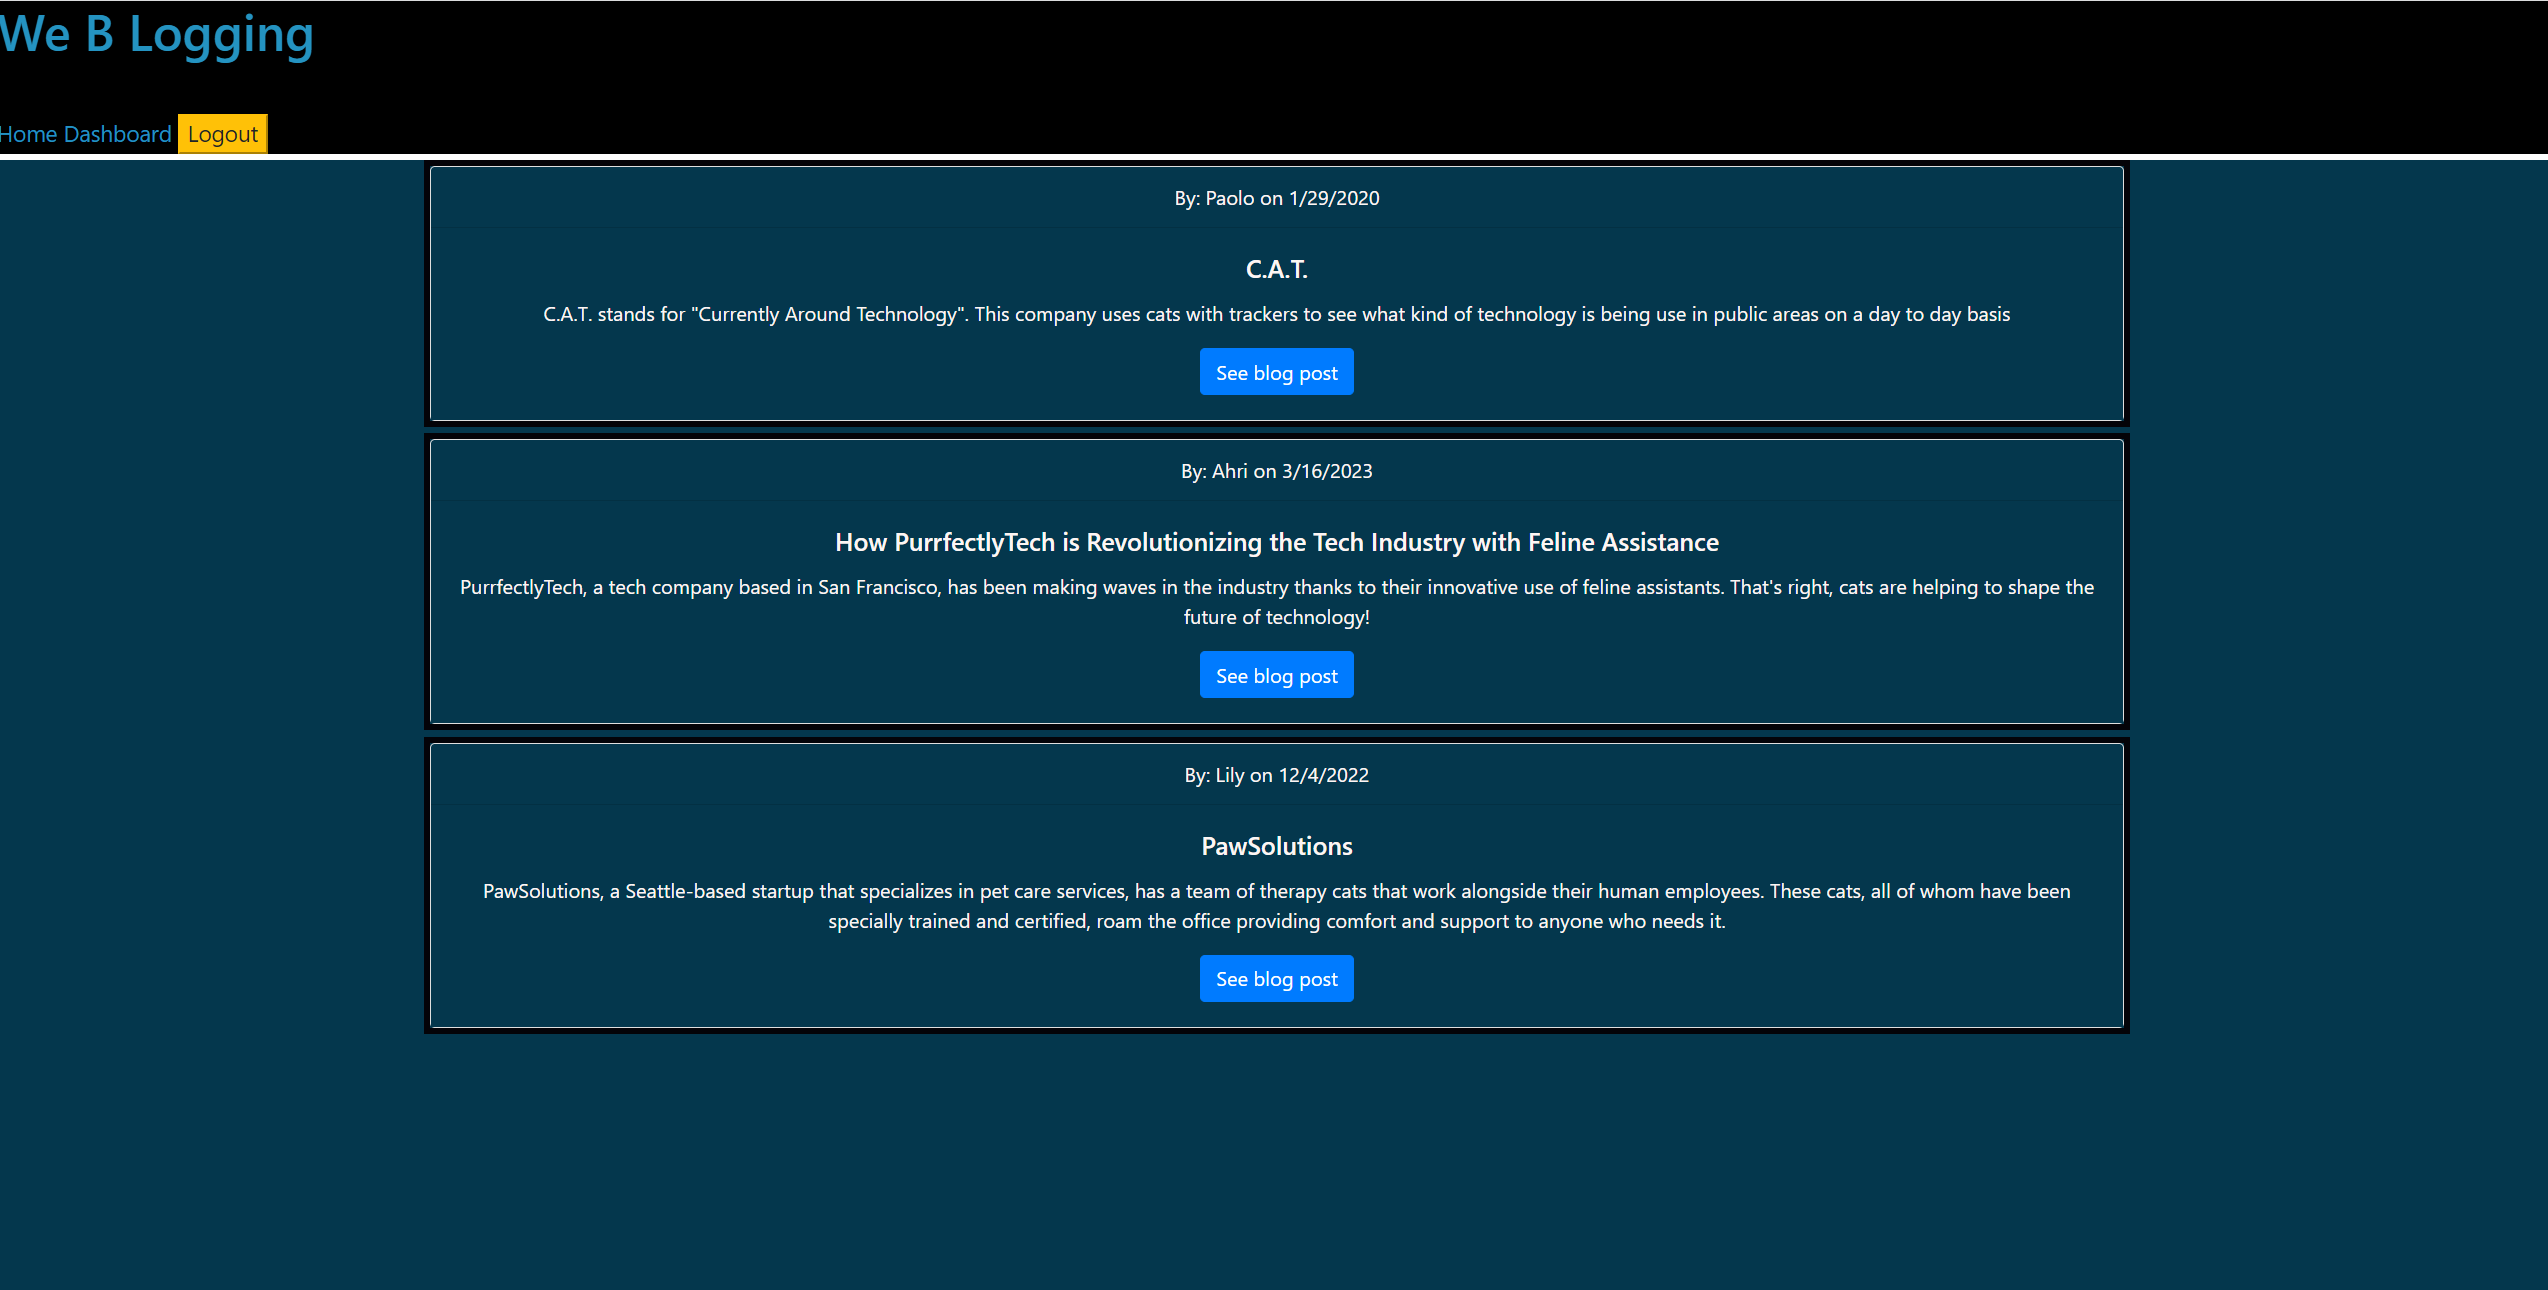 We B Logging
Home Dashboard Logout
By: Paolo on 1/29/2020
C.A.T.
C.A.T. stands for "Currently Around Technology". This company uses cats with trackers to see what kind of technology is being use in public areas on a day to day basis
See blog post
By: Ahri on 3/16/2023
How PurrfectlyTech is Revolutionizing the Tech Industry with Feline Assistance
PurrfectlyTech, a tech company based in San Francisco, has been making waves in the industry thanks to their innovative use of feline assistants. That's right, cats are helping to shape the
future of technology!
See blog post
By: Lily on 12/4/2022
PawSolutions
PawSolutions, a Seattle-based startup that specializes in pet care services, has a team of therapy cats that work alongside their human employees. These cats, all of whom have been
specially trained and certified, roam the office providing comfort and support to anyone who needs it.
See blog post